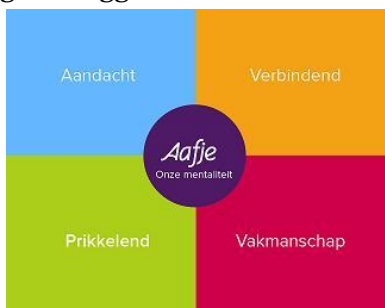 Aandacht
Verbindend
Aafje
Onze mentaliteit
Prikkelend
Vakmanschap